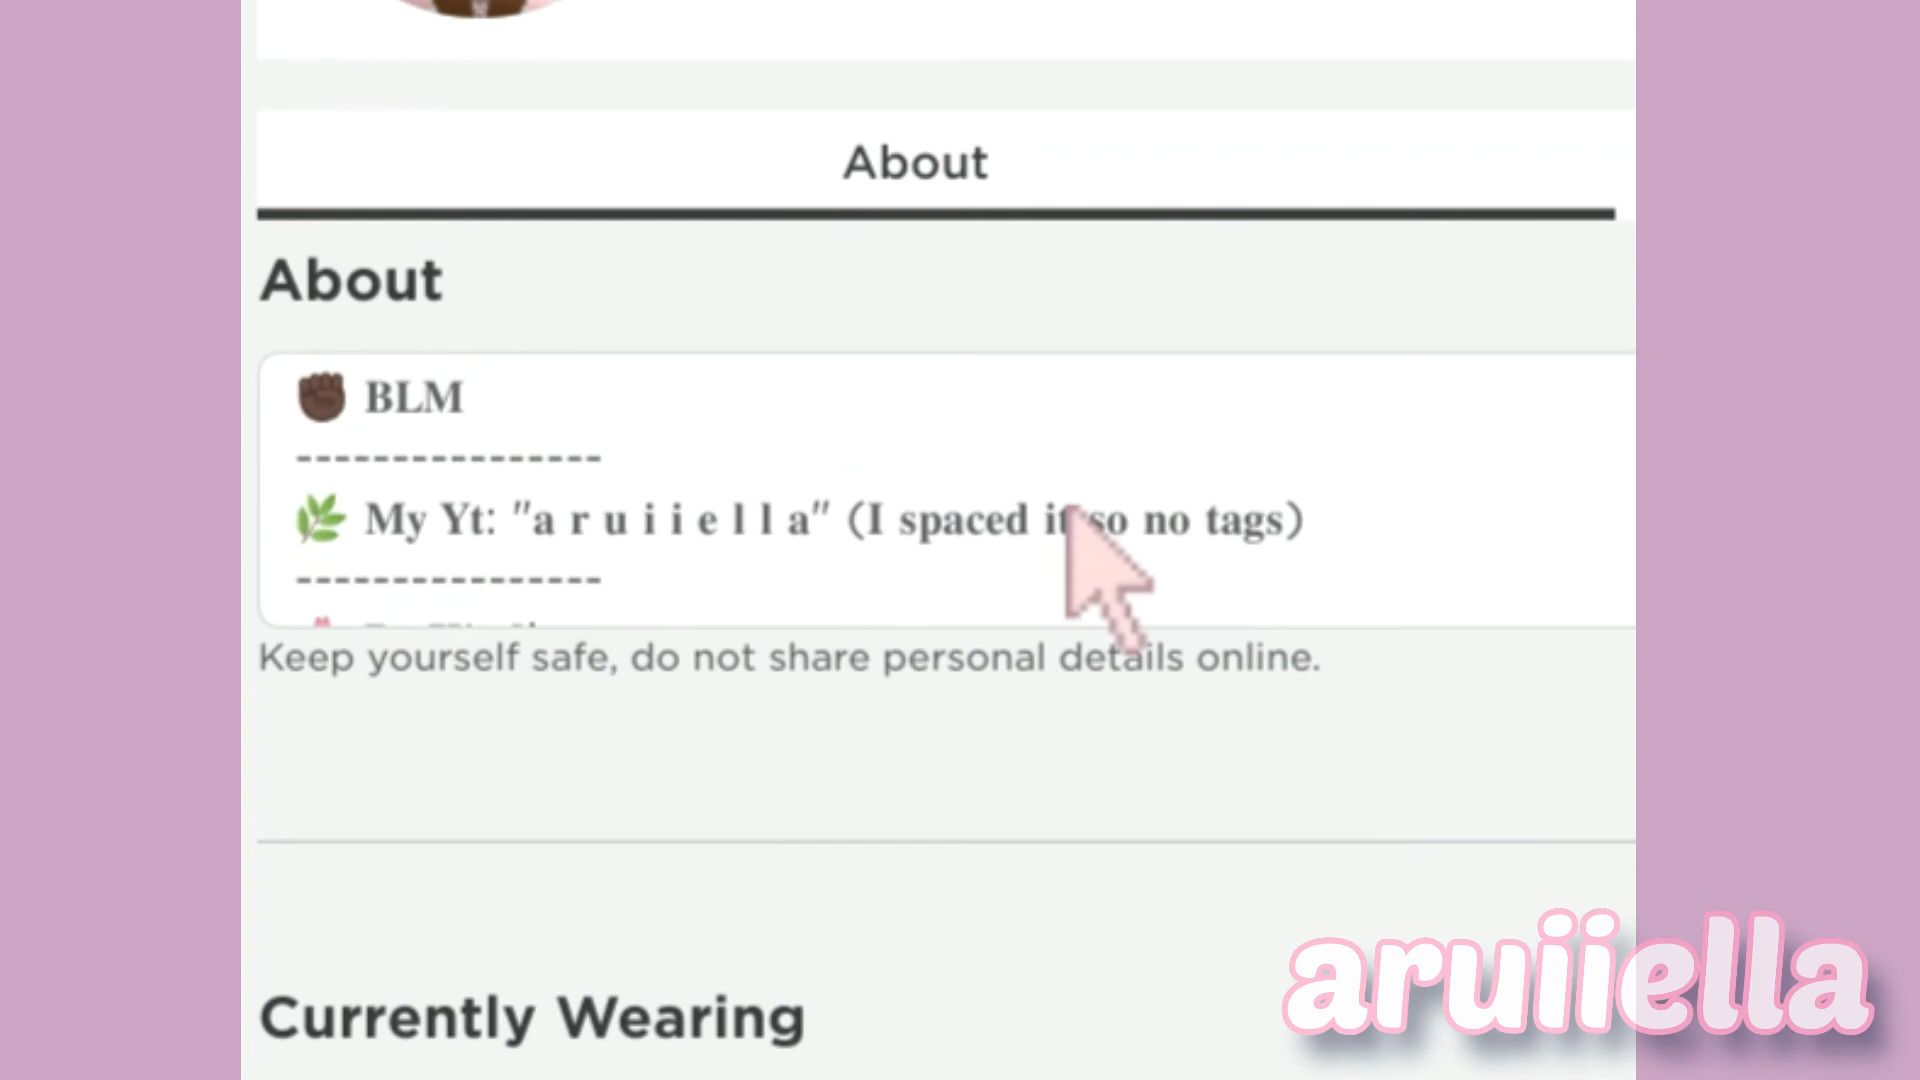 About
About
✊🏿 BLM
----------------
🌿 My Yt: "a r u i i e l l a" (I spaced it so no tags)
----------------
Keep yourself safe, do not share personal details online.
Currently Wearing
aruiiella